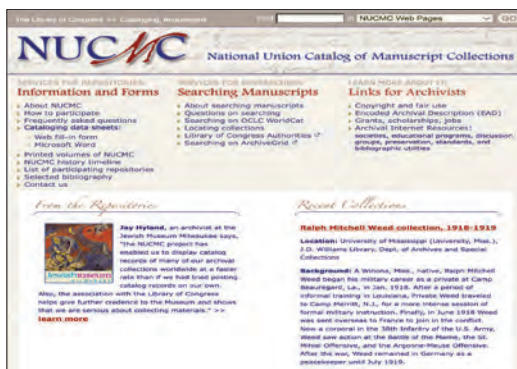 The Library of Congress >> Cataloging, Acquisitions
Find
in
NUCMC Web Pages
GO
NUCMC
National Union Catalog of Manuscript Collections
SERVICES FOR REPOSITORIES:
Information and Forms
About NUCMC
How to participate
Frequently asked questions
Cataloging data sheets:
Web fill-in form
Microsoft Word
Printed volumes of NUCMC
NUCMC history timeline
List of participating repositories
Selected bibliography
Contact us
SERVICES FOR RESEARCHERS:
Searching Manuscripts
About searching manuscripts
Questions on searching
Searching on OCLC WorldCat
Locating collections
Library of Congress Authorities
Searching on ArchiveGrid
LEARN MORE ABOUT IT:
Links for Archivists
Copyright and fair use
Encoded Archival Description (EAD)
Grants, scholarships, jobs
Archival Internet Resources:
societies, educational programs, discussion
groups, preservation, standards, and
bibliographic utilities
From the Repositories
Jewish museum
Jay Hyland, an archivist at the
Jewish Museum Milwaukee says,
"The NUCMC project has
enabled us to display catalog
records of many of our archival
collections worldwide at a faster
rate than if we had tried posting
catalog records on our own.
Also, the association with the Library of Congress
helps give further credence to the Museum and shows
that we are serious about collecting materials." >>
learn more
Recent Collections
Ralph Mitchell Weed collection, 1918-1919
Location: University of Mississippi (University, Miss.),
J.D. Williams Library, Dept. of Archives and Special
Collections
Background: A Winona, Miss., native, Ralph Mitchell
Weed began his military career as a private at Camp
Beauregard, La., in Jan. 1918. After a period of
informal training in Louisiana, Private Weed traveled
to Camp Merritt, N.J., for a more intense session of
formal military instruction. Finally, in June 1918 Weed
was sent overseas to France to join in the conflict.
Now a corporal in the 38th Infantry of the U.S. Army,
Weed saw action at the Battle of the Marne, the St.
Mihiel Offensive, and the Argonne-Meuse Offensive.
After the war, Weed remained in Germany as a
peacekeeper until July 1919.